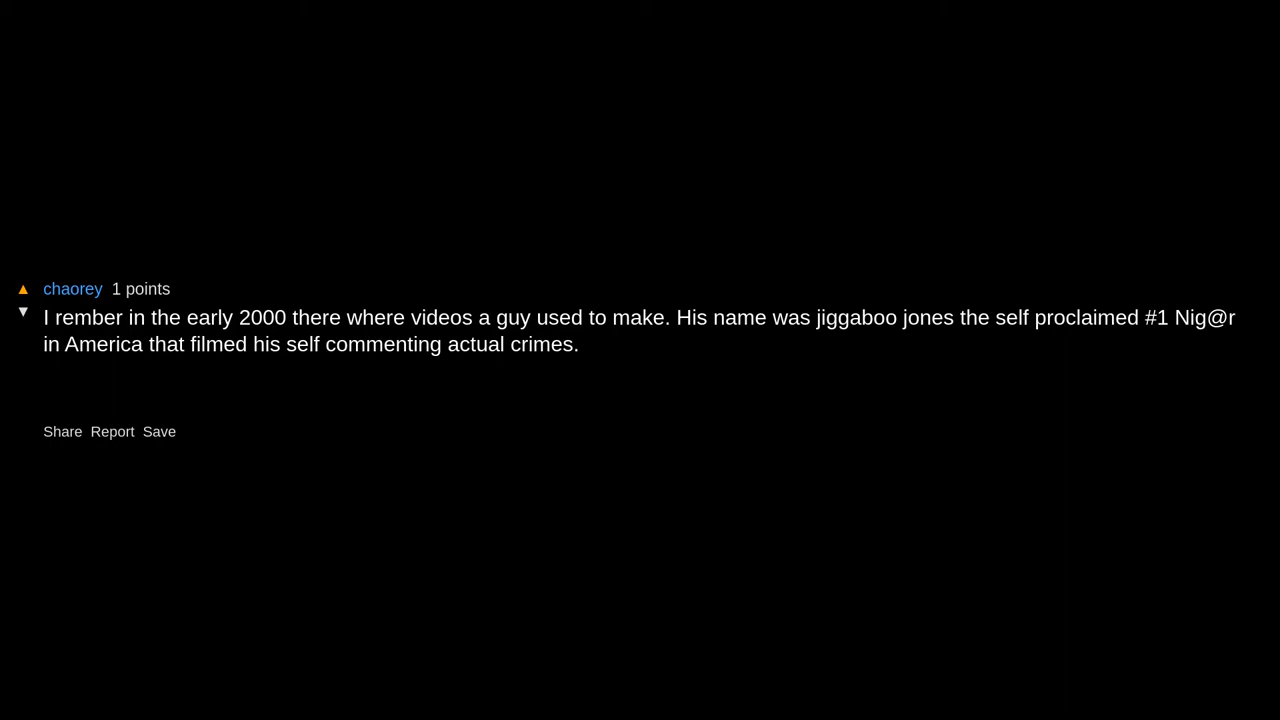 ▲ chaorey 1 points
▼ I rember in the early 2000 there where videos a guy used to make. His name was jiggaboo jones the self proclaimed #1 Nig@r
in America that filmed his self commenting actual crimes.
Share Report Save